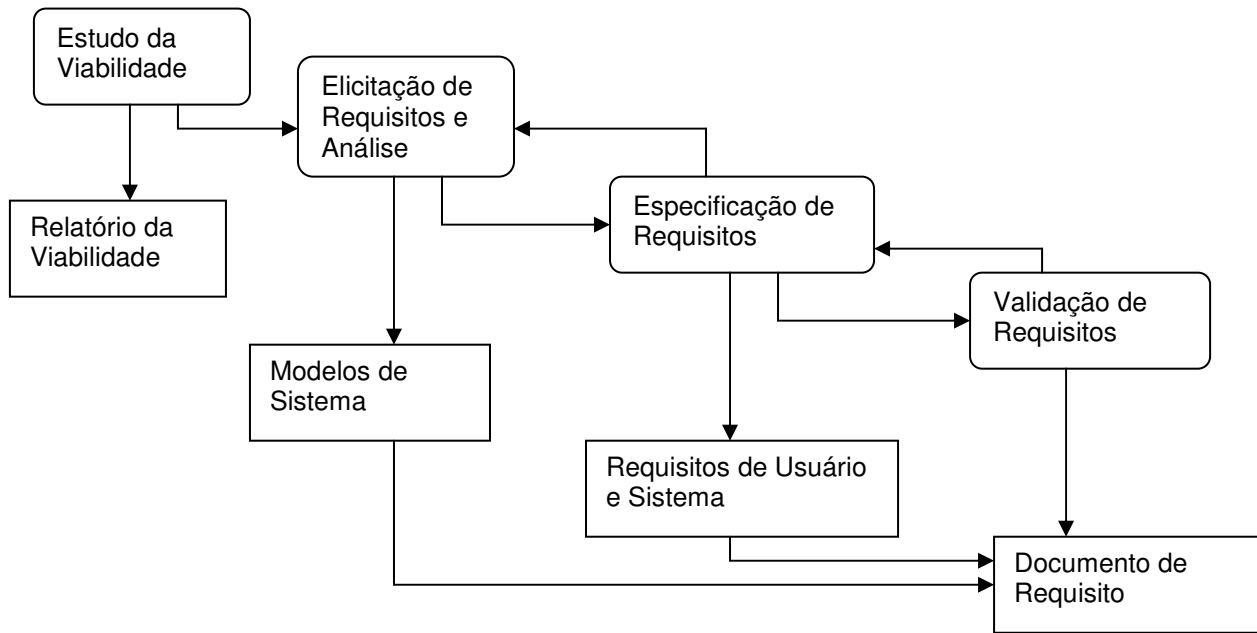 Estudo da
Viabilidade
Elicitação de
Requisitos e
Análise
Especificação de
Requisitos
Relatório da
Viabilidade
Validação de
Requisitos
Modelos de
Sistema
Requisitos de Usuário
e Sistema
Documento de
Requisito